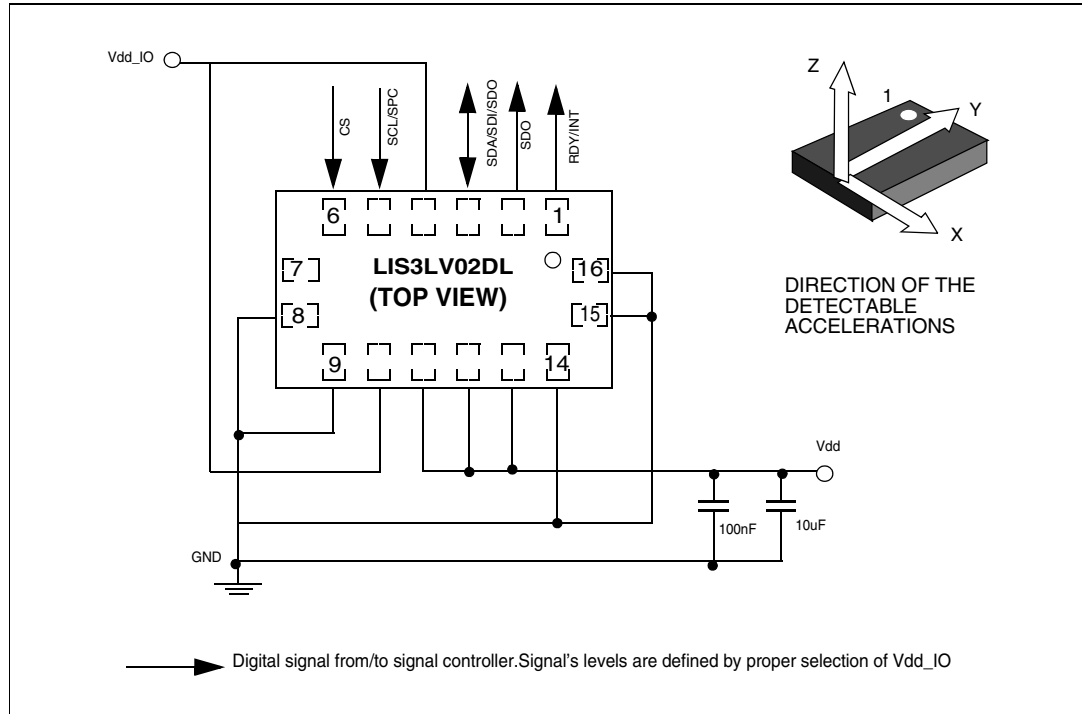 Vdd_IO
CS
SCL/SPC
SDA/SDI/SDO
SDO
RDY/INT
Z
1
Y
X
6
1
7
LIS3LV02DL
16
(TOP VIEW)
8
15
9
14
DIRECTION OF THE
DETECTABLE
ACCELERATIONS
Vdd
100nF
10uF
GND
Digital signal from/to signal controller.Signal's levels are defined by proper selection of Vdd_IO